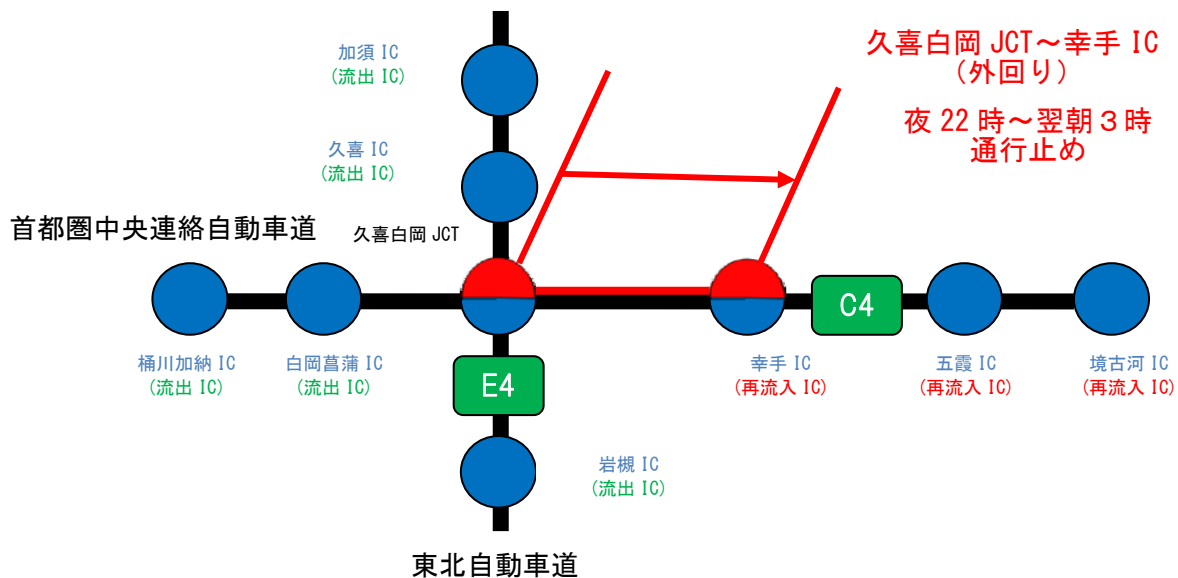 加須 IC
(流出 IC)
久喜白岡 JCT～幸手 IC
（外回り）
夜 22 時～翌朝３時
通行止め
久喜 IC
(流出 IC)
首都圏中央連絡自動車道
久喜白岡 JCT
C4
桶川加納 IC
(流出 IC)
白岡菖蒲 IC
(流出 IC)
E4
幸手 IC
(再流入 IC)
五霞 IC
(再流入 IC)
境古河 IC
(再流入 IC)
岩槻 IC
(流出 IC)
東北自動車道